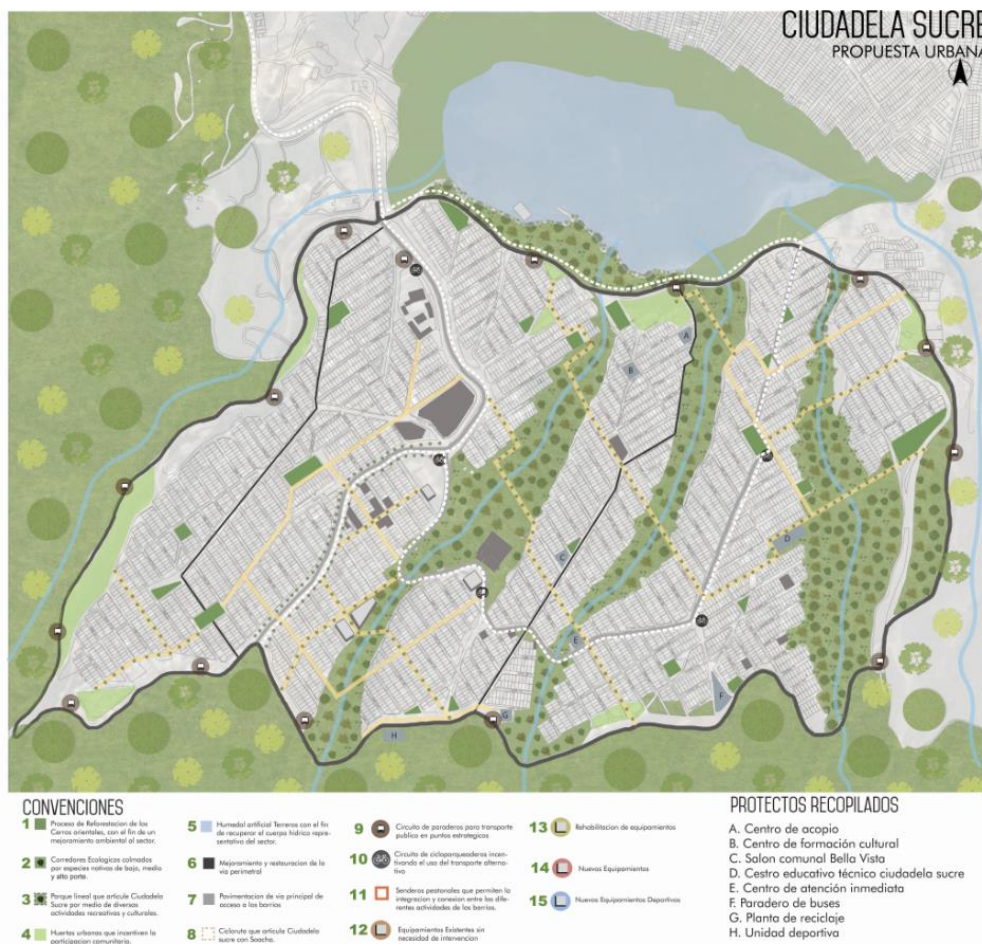 CIUDADELA SUCRE
PROPUESTA URBANA
A
B
C
D
E
F
G
H
CONVENCIONES
1 Proceso de Reforestacion de los
Cerros orientales, con el fin de un
mejoramiento ambiental al sector.
2 Corredores Ecologicos colmados
por especies nativas de bajo, medio
y alto porte.
3 Parque lineal que articule Ciudadela
Sucre por medio de diversas
actividades recreativas y culturales.
4 Huertas urbanas que insentiven la
participacion comunitaria.
5 Humedal artificial Terreros con el fin
de recuperar el cuerpo hidrico repre-
sentativo del sector.
6 Mejoramiento y restauracion de la
via perimetral
7 Pavimentacion de via principal de
acceso a los barrios
8 Cicloruta que articula Ciudadela
sucre con Soacha.
9 Circuito de paraderos para transporte
publico en puntos estrategicos
10 Circuito de cicloparqueaderos incen-
tivando el uso del transporte alterna-
tivo
11 Senderos peatonales que permiten la
integracion y conexion entre las dife-
rentes actividades de los barrios.
12 Equipamientos Existentes sin
necesidad de intervencion
13 Rehabilitacion de equipamientos
14 Nuevos Equipamientos
15 Nuevos Equipamientos Deportivos
PROTECTOS RECOPILADOS
A. Centro de acopio
B. Centro de formación cultural
C. Salon comunal Bella Vista
D. Cestro educativo técnico ciudadela sucre
E. Centro de atención inmediata
F. Paradero de buses
G. Planta de reciclaje
H. Unidad deportiva